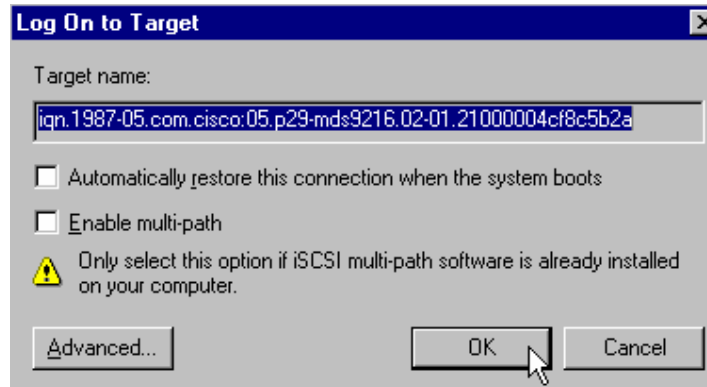 Log On to Target
Target name:
iqn.1987-05.com.cisco:05.p29-mds9216.02-01.21000004cf8c5b2a
Automatically restore this connection when the system boots
Enable multi-path
Only select this option if iSCSI multi-path software is already installed
on your computer.
Advanced... OK Cancel